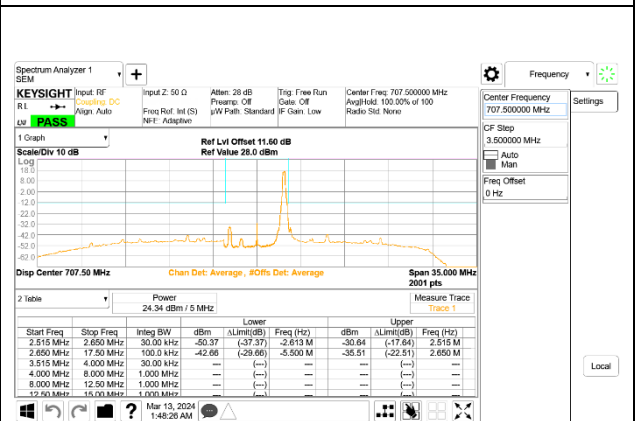 Spectrum Analyzer 1
SEM
Frequency
KEYSIGHT
R L
PASS
Input: RF
Coupling: DC
Align: Auto
Input Z: 50 Ω
Freq Ref: Int (S)
NFE: Adaptive
Atten: 28 dB
Preamp: Off
µW Path: Standard
Trig: Free Run
Gate: Off
IF Gain: Low
Center Freq: 707.500000 MHz
Avg|Hold: 100.00% of 100
Radio Std: None
Center Frequency
707.500000 MHz
Settings
CF Step
3.500000 MHz
Auto
Man
Freq Offset
0 Hz
Local
1 Graph
Scale/Div 10 dB
Ref Lvl Offset 11.60 dB
Ref Value 28.0 dBm
Log
18.0
8.00
-2.00
-12.0
-22.0
-32.0
-42.0
-52.0
-62.0
Disp Center 707.50 MHz
Chan Det: Average , #Offs Det: Average
Span 35.000 MHz
2001 pts
2 Table
Power
24.34 dBm / 5 MHz
Measure Trace
Trace 1
Lower Upper
Start Freq Stop Freq Integ BW dBm ΔLimit(dB) Freq (Hz) dBm ΔLimit(dB) Freq (Hz)
2.515 MHz 2.650 MHz 30.00 kHz -50.37 (-37.37) -2.613 M -30.64 (-17.64) 2.515 M
2.650 MHz 17.50 MHz 100.0 kHz -42.66 (-29.66) -5.500 M -35.51 (-22.51) 2.650 M
3.515 MHz 4.000 MHz 30.00 kHz --- (---) --- --- (---) ---
4.000 MHz 8.000 MHz 1.000 MHz --- (---) --- --- (---) ---
8.000 MHz 12.50 MHz 1.000 MHz --- (---) --- --- (---) ---
12.50 MHz 15.00 MHz 1.000 MHz --- (---) --- --- (---) ---
Mar 13, 2024
1:48:26 AM